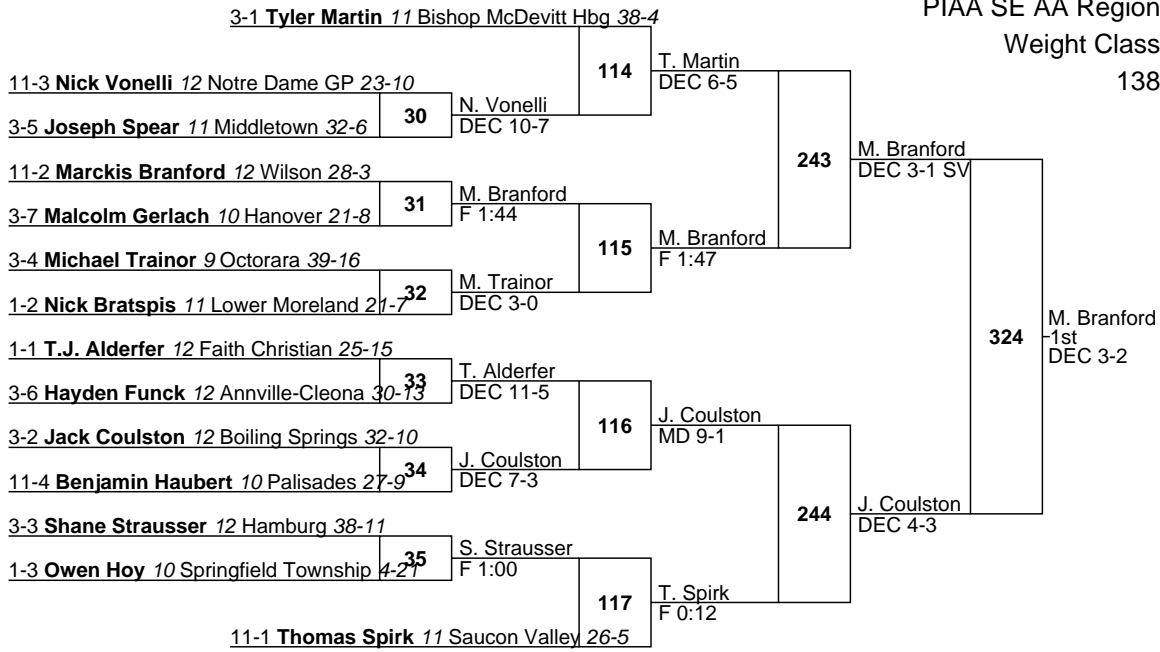 PIAA SE AA Region
Weight Class
138
3-1 Tyler Martin 11 Bishop McDevitt Hbg 38-4
114
T. Martin
DEC 6-5
11-3 Nick Vonelli 12 Notre Dame GP 23-10
30
N. Vonelli
DEC 10-7
3-5 Joseph Spear 11 Middletown 32-6
243
M. Branford
DEC 3-1 SV
11-2 Marckis Branford 12 Wilson 28-3
31
M. Branford
F 1:44
3-7 Malcolm Gerlach 10 Hanover 21-8
115
M. Branford
F 1:47
3-4 Michael Trainor 9 Octorara 39-16
32
M. Trainor
DEC 3-0
1-2 Nick Bratspis 11 Lower Moreland 21-7
324
M. Branford
1st
DEC 3-2
1-1 T.J. Alderfer 12 Faith Christian 25-15
33
T. Alderfer
DEC 11-5
3-6 Hayden Funck 12 Annville-Cleona 30-13
116
J. Coulston
MD 9-1
3-2 Jack Coulston 12 Boiling Springs 32-10
34
J. Coulston
DEC 7-3
11-4 Benjamin Haubert 10 Palisades 27-9
244
J. Coulston
DEC 4-3
3-3 Shane Strausser 12 Hamburg 38-11
35
S. Strausser
F 1:00
1-3 Owen Hoy 10 Springfield Township 4-21
117
T. Spirk
F 0:12
11-1 Thomas Spirk 11 Saucon Valley 26-5